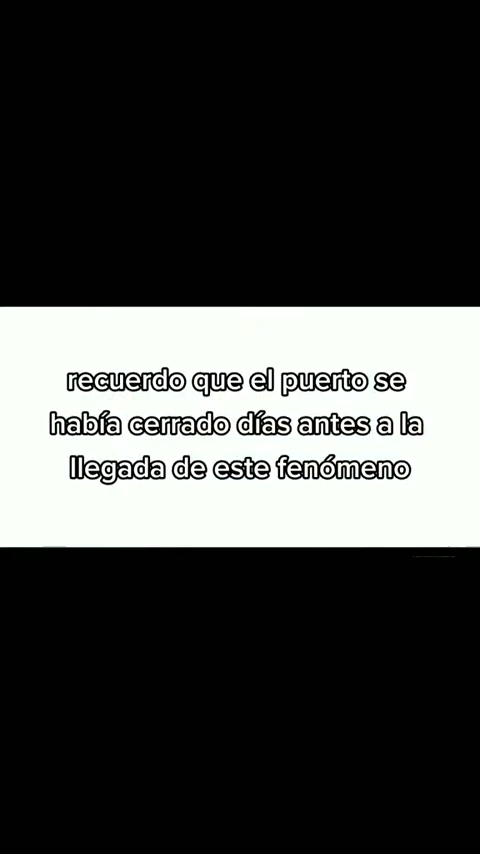 recuerdo que el puerto se
había cerrado días antes a la
llegada de este fenómeno